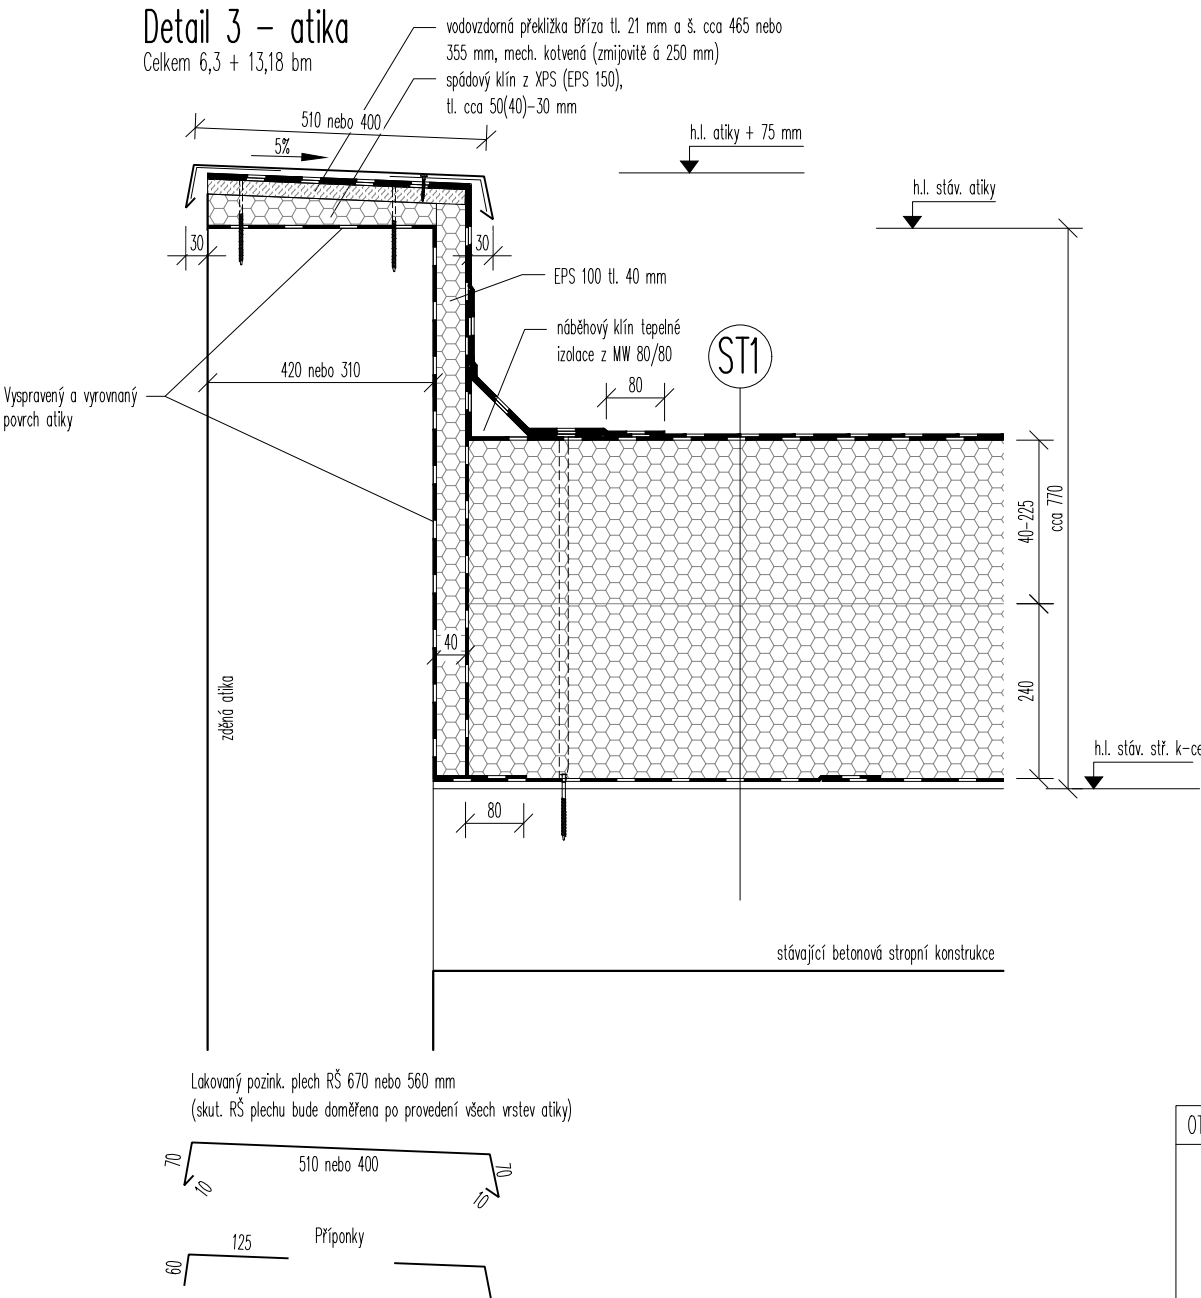 Detail 3 – atika
Celkem 6,3 + 13,18 bm
vodovzdorná překližka Bříza tl. 21 mm a š. cca 465 nebo
355 mm, mech. kotvená (zmijovitě á 250 mm)
spádový klín z XPS (EPS 150),
tl. cca 50(40)–30 mm
510 nebo 400
5%
h.l. atiky + 75 mm
h.l. stáv. atiky
30
30
EPS 100 tl. 40 mm
náběhový klín tepelné
izolace z MW 80/80
ST1
420 nebo 310
80
Vyspravený a vyrovnaný
povrch atiky
40–225
cca 770
40
240
zděná atika
h.l. stáv. stř. k-ce
80
stávající betonová stropní konstrukce
Lakovaný pozink. plech RŠ 670 nebo 560 mm
(skut. RŠ plechu bude doměřena po provedení všech vrstev atiky)
70
510 nebo 400
70
10
10
Příponky
125
60